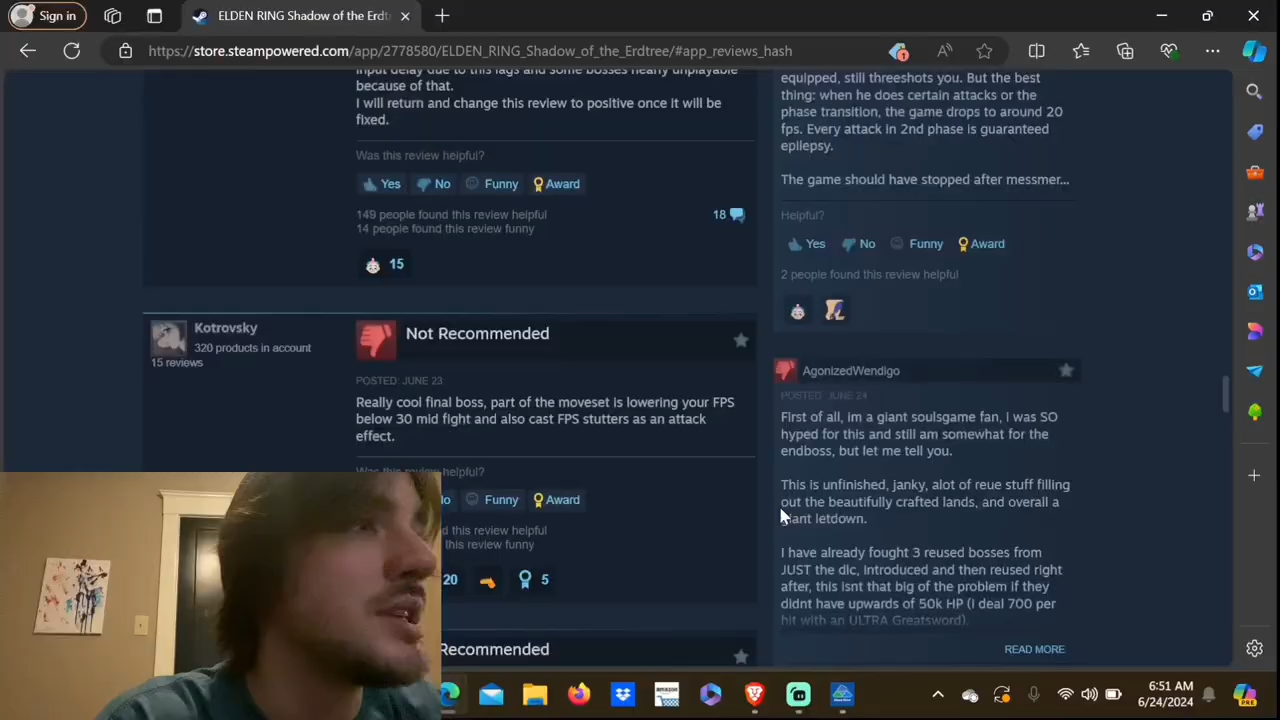 Sign in
ELDEN RING Shadow of the Erdt
https://store.steampowered.com/app/2778580/ELDEN_RING_Shadow_of_the_Erdtree/#app_reviews_hash
input delay due to this lags and some bosses nearly unplayable
because of that.
I will return and change this review to positive once it will be
fixed.
Was this review helpful?
Yes
No
Funny
Award
149 people found this review helpful
14 people found this review funny
18
15
Kotrovsky
320 products in account
15 reviews
Not Recommended
POSTED: JUNE 23
Really cool final boss, part of the moveset is lowering your FPS
below 30 mid fight and also cast FPS stutters as an attack
effect.
Was this review helpful?
Funny
Award
d this review helpful
this review funny
20
5
Recommended
equipped, still threeshots you. But the best
thing: when he does certain attacks or the
phase transition, the game drops to around 20
fps. Every attack in 2nd phase is guaranteed
epilepsy.
The game should have stopped after messmer...
Helpful?
Yes
No
Funny
Award
2 people found this review helpful
AgonizedWendigo
POSTED: JUNE 24
First of all, im a giant soulsgame fan, I was SO
hyped for this and still am somewhat for the
endboss, but let me tell you.
This is unfinished, janky, alot of reue stuff filling
out the beautifully crafted lands, and overall a
giant letdown.
I have already fought 3 reused bosses from
JUST the dlc, introduced and then reused right
after, this isnt that big of the problem if they
didnt have upwards of 50k HP (I deal 700 per
hit with an ULTRA Greatsword).
READ MORE
6:51 AM
6/24/2024